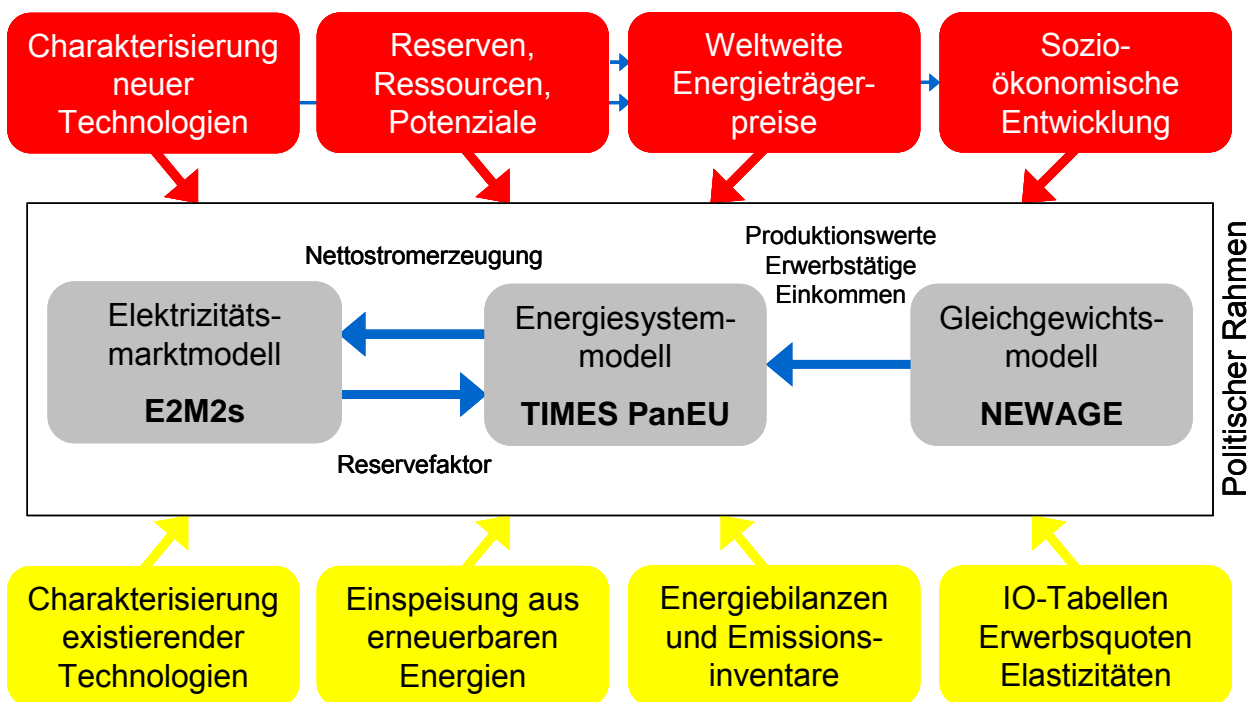 Charakterisierung
neuer
Technologien
Reserven,
Ressourcen,
Potenziale
Weltweite
Energieträger-
preise
Sozio-
ökonomische
Entwicklung
Politischer Rahmen
Nettostromerzeugung
Produktionswerte
Erwerbstätige
Einkommen
Elektrizitäts-
marktmodell
E2M2s
Energiesystem-
modell
TIMES PanEU
Gleichgewichts-
modell
NEWAGE
Reservefaktor
Charakterisierung
existierender
Technologien
Einspeisung aus
erneuerbaren
Energien
Energiebilanzen
und Emissions-
inventare
IO-Tabellen
Erwerbsquoten
Elastizitäten